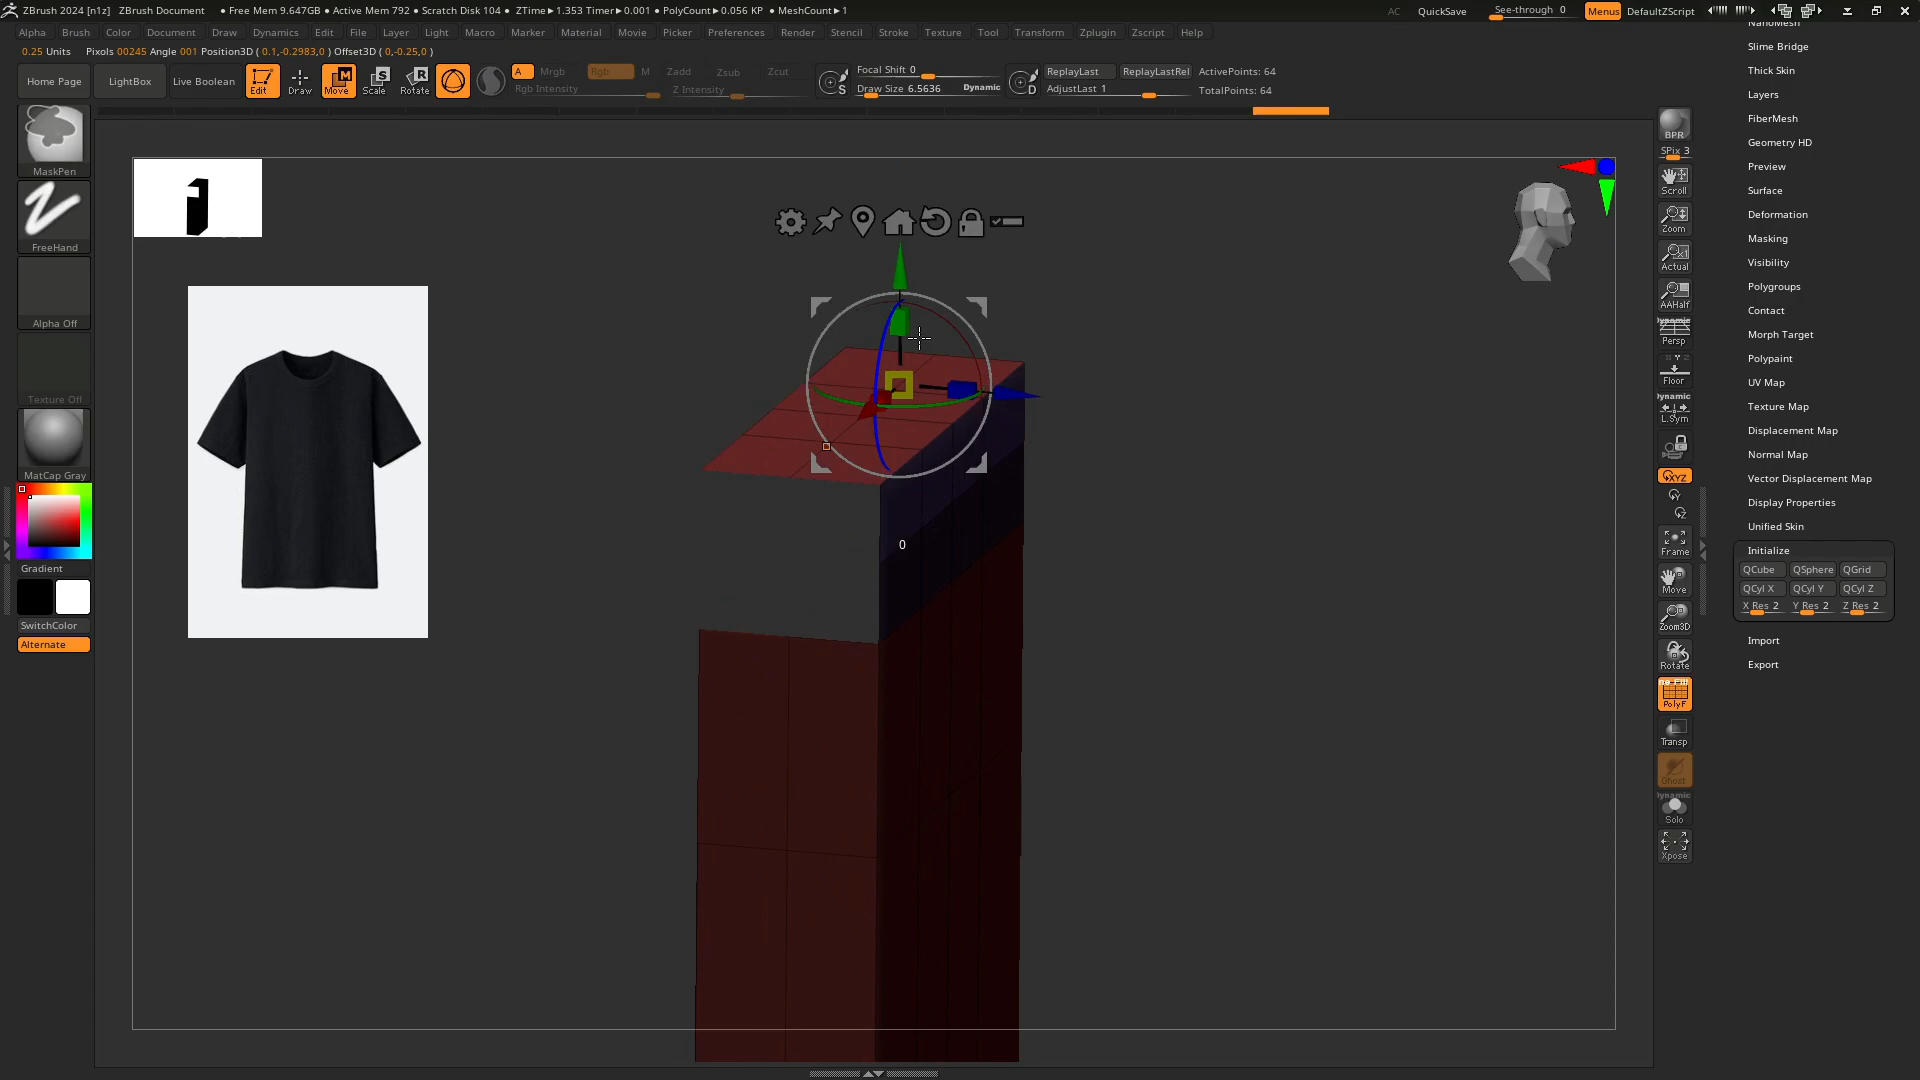 ZBrush 2024 [n1z] ZBrush Document • Free Mem 9.647GB • Active Mem 792 • Scratch Disk 104 • ZTime▸1.353 Timer▸0.001 • PolyCount▸0.056 KP • MeshCount▸1 AC QuickSave See-through 0 Menus DefaultZScript
Alpha Brush Color Document Draw Dynamics Edit File Layer Light Macro Marker Material Movie Picker Preferences Render Stencil Stroke Texture Tool Transform Zplugin Zscript Help
0.25 Units Pixols 00245 Angle 001 Position3D ( 0.1,-0.2983,0 ) Offset3D ( 0,-0.25,0 )
Home Page LightBox Live Boolean Edit Draw Move Scale Rotate
A Mrgb Rgb M Zadd Zsub Zcut
Rgb Intensity Z Intensity
S Focal Shift 0
Draw Size 6.5636 Dynamic
D ReplayLast ReplayLastRel ActivePoints: 64
AdjustLast 1 TotalPoints: 64
MaskPen
FreeHand
Alpha Off
Texture Off
MatCap Gray
Gradient
SwitchColor
Alternate
0
BPR
SPix 3
Scroll
Zoom
Actual
AAHalf
Dynamic
Persp
Floor
Dynamic
L.Sym
XYZ
Y
Z
Frame
Move
Zoom3D
Rotate
PolyF
Transp
Ghost
Dynamic
Solo
Xpose
NanoMesh
Slime Bridge
Thick Skin
Layers
FiberMesh
Geometry HD
Preview
Surface
Deformation
Masking
Visibility
Polygroups
Contact
Morph Target
Polypaint
UV Map
Texture Map
Displacement Map
Normal Map
Vector Displacement Map
Display Properties
Unified Skin
Initialize
QCube QSphere QGrid
QCyl X QCyl Y QCyl Z
X Res 2 Y Res 2 Z Res 2
Import
Export